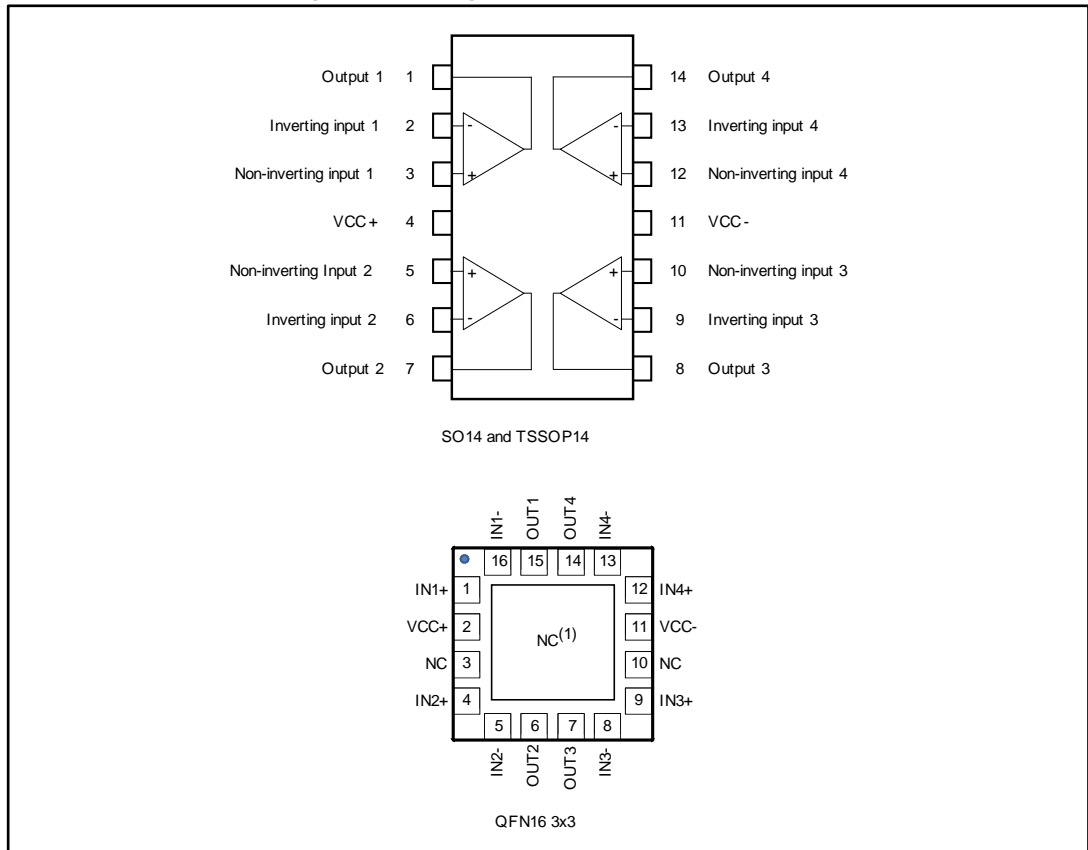 Output 1 1 14 Output 4
Inverting input 1 2 - - 13 Inverting input 4
Non-inverting input 1 3 + + 12 Non-inverting input 4
VCC+ 4 11 VCC-
Non-inverting Input 2 5 + + 10 Non-inverting input 3
Inverting input 2 6 - - 9 Inverting input 3
Output 2 7 8 Output 3
SO14 and TSSOP14
IN1- OUT1 OUT4 IN4-
16 15 14 13
IN1+ 1 12 IN4+
VCC+ 2 11 VCC-
NC(1)
NC 3 10 NC
IN2+ 4 9 IN3+
5 6 7 8
IN2- OUT2 OUT3 IN3-
QFN16 3x3